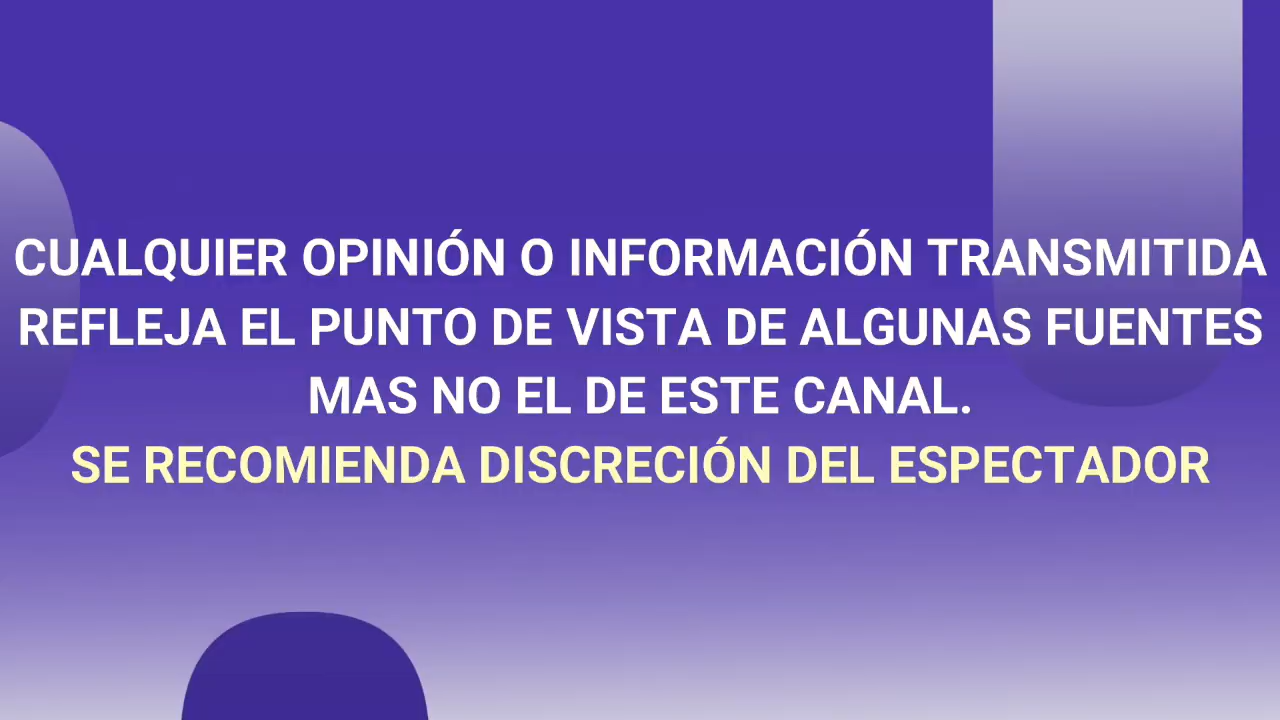 CUALQUIER OPINIÓN O INFORMACIÓN TRANSMITIDA
REFLEJA EL PUNTO DE VISTA DE ALGUNAS FUENTES
MAS NO EL DE ESTE CANAL.
SE RECOMIENDA DISCRECIÓN DEL ESPECTADOR